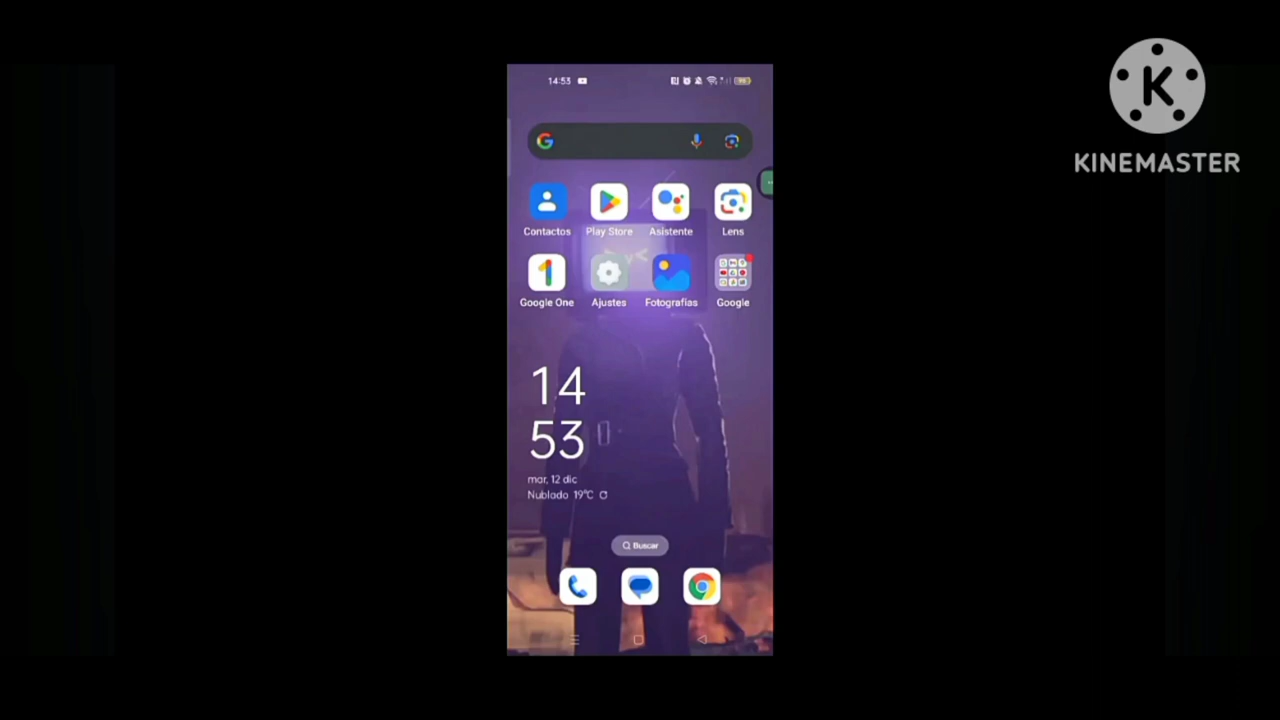 14:53
KINEMASTER
Contactos Play Store Asistente Lens
Google One Ajustes Fotografías Google
14
53
mar, 12 dic
Nublado 19°C
Buscar